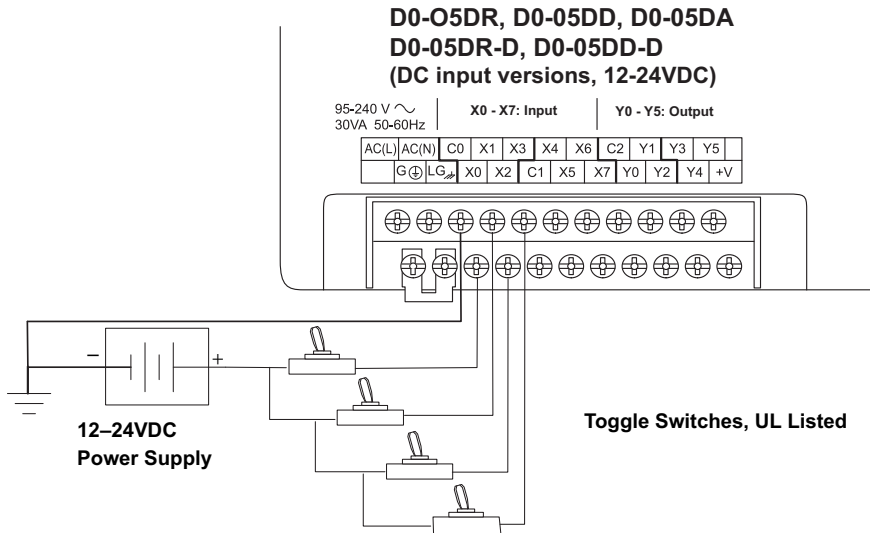 D0-O5DR, D0-05DD, D0-05DA
D0-05DR-D, D0-05DD-D
(DC input versions, 12-24VDC)
95-240 V ~ X0 - X7: Input Y0 - Y5: Output
30VA 50-60Hz
AC(L) AC(N) C0 X1 X3 X4 X6 C2 Y1 Y3 Y5
G LG X0 X2 C1 X5 X7 Y0 Y2 Y4 +V
– +
12–24VDC
Power Supply
Toggle Switches, UL Listed